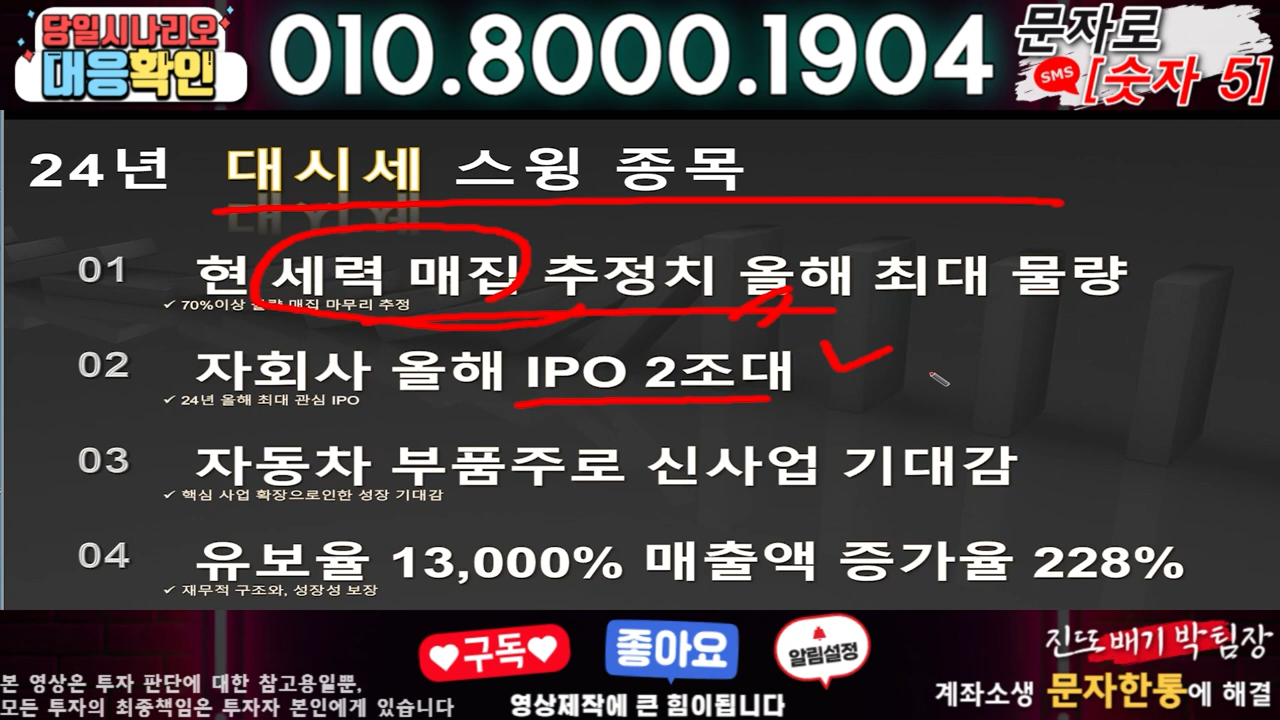 당일시나리오
대응확인
010.8000.1904
문자로
SMS [숫자 5]
24년 대시세 스윙 종목
01 현 세력 매집 추정치 올해 최대 물량
✓ 70%이상 물량 매집 마무리 추정
02 자회사 올해 IPO 2조대
✓ 24년 올해 최대 관심 IPO
03 자동차 부품주로 신사업 기대감
✓ 핵심 사업 확장으로인한 성장 기대감
04 유보율 13,000% 매출액 증가율 228%
✓ 재무적 구조와, 성장성 보장
구독
좋아요
알림설정
진또배기 박팀장
본 영상은 투자 판단에 대한 참고용일뿐,
모든 투자의 최종책임은 투자자 본인에게 있습니다
영상제작에 큰 힘이됩니다
계좌소생 문자한통에 해결